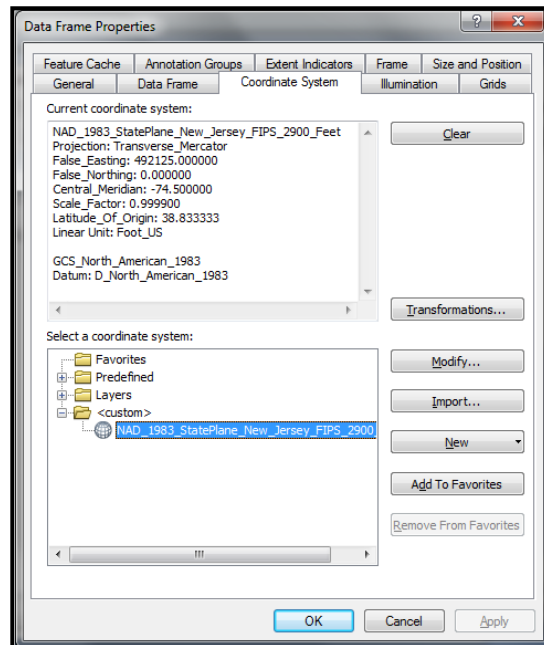 Data Frame Properties
Feature Cache Annotation Groups Extent Indicators Frame Size and Position
General Data Frame Coordinate System Illumination Grids
Current coordinate system:
NAD_1983_StatePlane_New_Jersey_FIPS_2900_Feet
Projection: Transverse_Mercator
False_Easting: 492125.000000
False_Northing: 0.000000
Central_Meridian: -74.500000
Scale_Factor: 0.999900
Latitude_Of_Origin: 38.833333
Linear Unit: Foot_US
GCS_North_American_1983
Datum: D_North_American_1983
Clear
Transformations...
Select a coordinate system:
Favorites
Predefined
Layers
<custom>
NAD_1983_StatePlane_New_Jersey_FIPS_2900
Modify...
Import...
New
Add To Favorites
Remove From Favorites
OK Cancel Apply